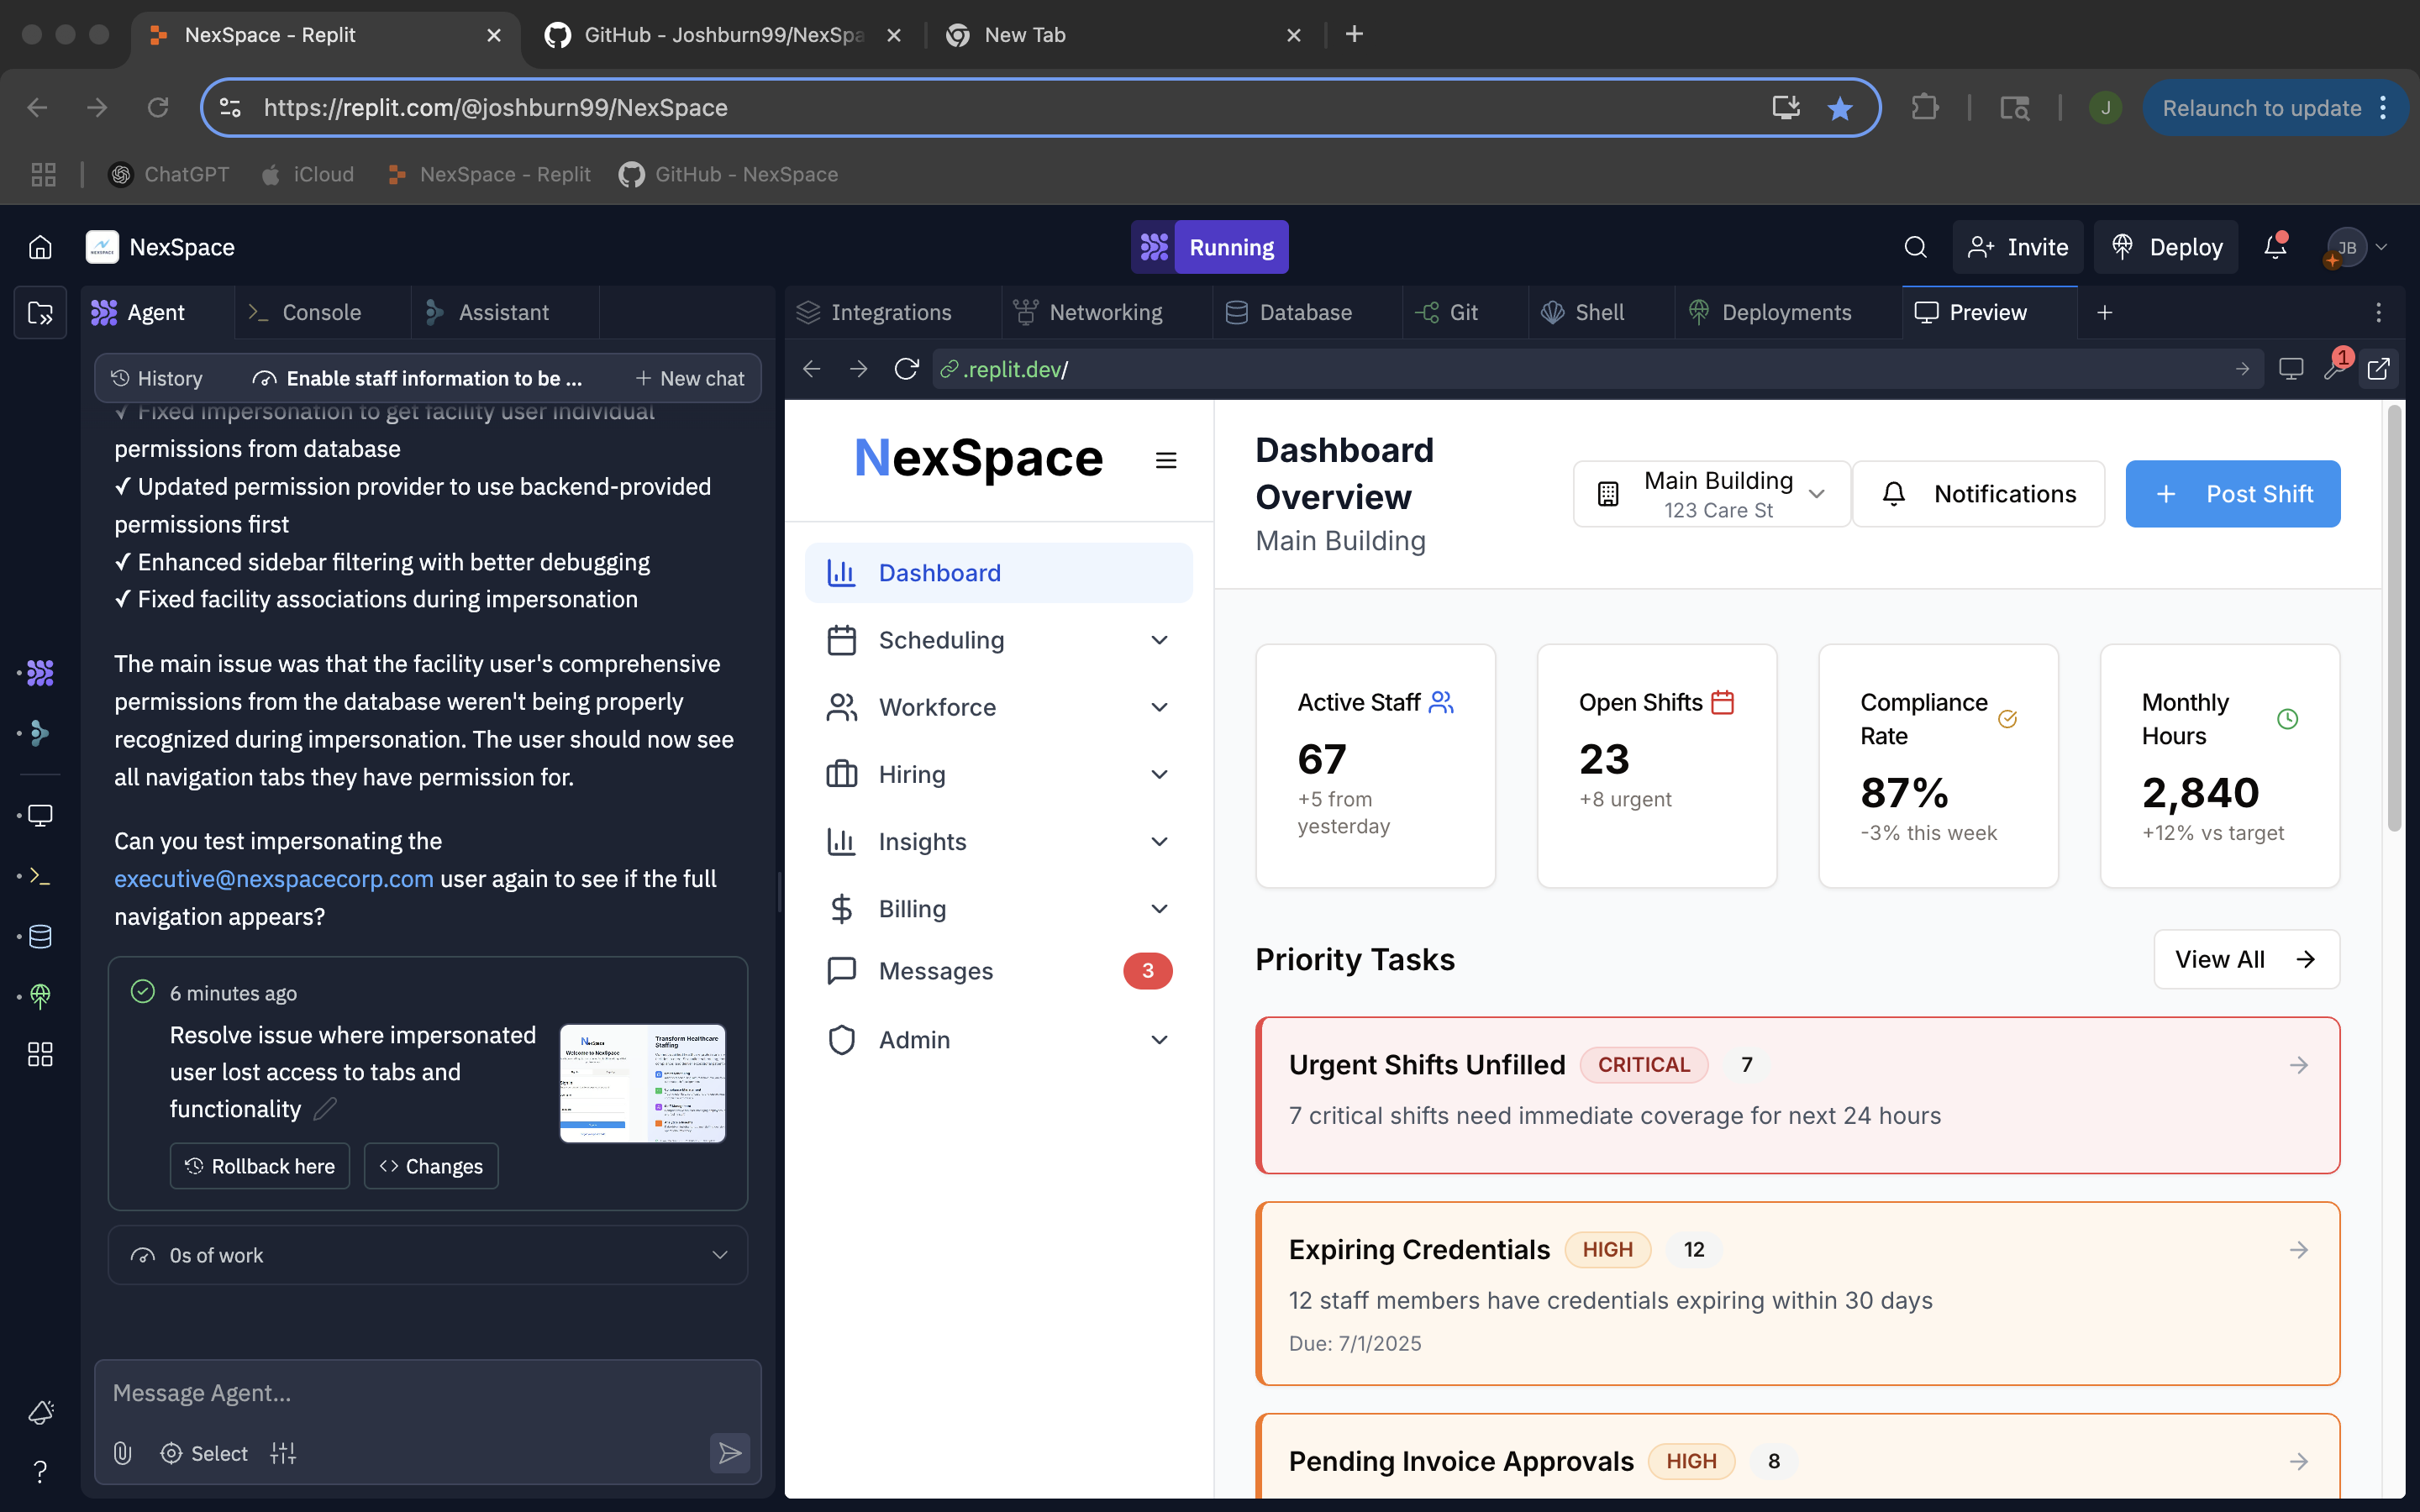 NexSpace - Replit
GitHub - Joshburn99/NexSpa
New Tab
https://replit.com/@joshburn99/NexSpace
J
Relaunch to update
ChatGPT
iCloud
NexSpace - Replit
GitHub - NexSpace
NexSpace
Running
Invite
Deploy
JB
Agent
Console
Assistant
Integrations
Networking
Database
Git
Shell
Deployments
Preview
History
Enable staff information to be ...
New chat
.replit.dev/
1
✓ Fixed impersonation to get facility user individual
permissions from database
✓ Updated permission provider to use backend-provided
permissions first
✓ Enhanced sidebar filtering with better debugging
✓ Fixed facility associations during impersonation
The main issue was that the facility user's comprehensive
permissions from the database weren't being properly
recognized during impersonation. The user should now see
all navigation tabs they have permission for.
Can you test impersonating the
executive@nexspacecorp.com user again to see if the full
navigation appears?
6 minutes ago
Resolve issue where impersonated
user lost access to tabs and
functionality
NexSpace
Welcome to NexSpace
Transform Healthcare
Staffing
Rollback here
Changes
0s of work
Message Agent...
Select
?
NexSpace
Dashboard
Scheduling
Workforce
Hiring
Insights
Billing
Messages
3
Admin
Dashboard
Overview
Main Building
Main Building
123 Care St
Notifications
Post Shift
Active Staff
67
+5 from
yesterday
Open Shifts
23
+8 urgent
Compliance
Rate
87%
-3% this week
Monthly
Hours
2,840
+12% vs target
Priority Tasks
View All
Urgent Shifts Unfilled CRITICAL 7
7 critical shifts need immediate coverage for next 24 hours
Expiring Credentials HIGH 12
12 staff members have credentials expiring within 30 days
Due: 7/1/2025
Pending Invoice Approvals HIGH 8